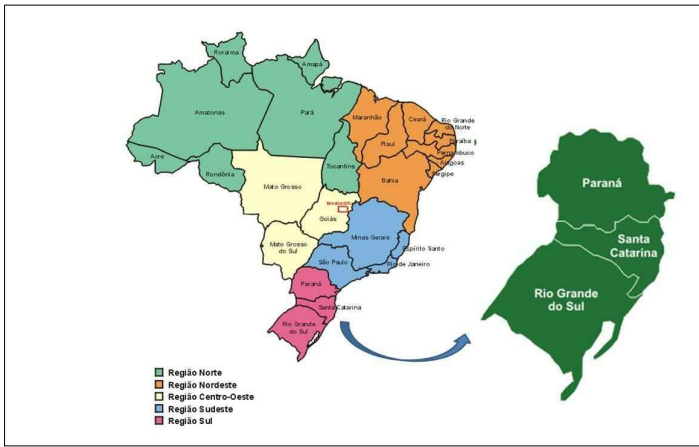 Roraima
Amapá
Amazonas
Pará
Maranhão
Ceará
Rio Grande
do Norte
Paraíba
Piauí
Pernambuco
Alagoas
Sergipe
Acre
Rondônia
Tocantins
Mato Grosso
Bahia
Goiás
Mato Grosso
do Sul
Minas Gerais
Espírito Santo
São Paulo
Rio de Janeiro
Paraná
Santa Catarina
Rio Grande
do Sul
Paraná
Santa
Catarina
Rio Grande
do Sul
Região Norte
Região Nordeste
Região Centro-Oeste
Região Sudeste
Região Sul